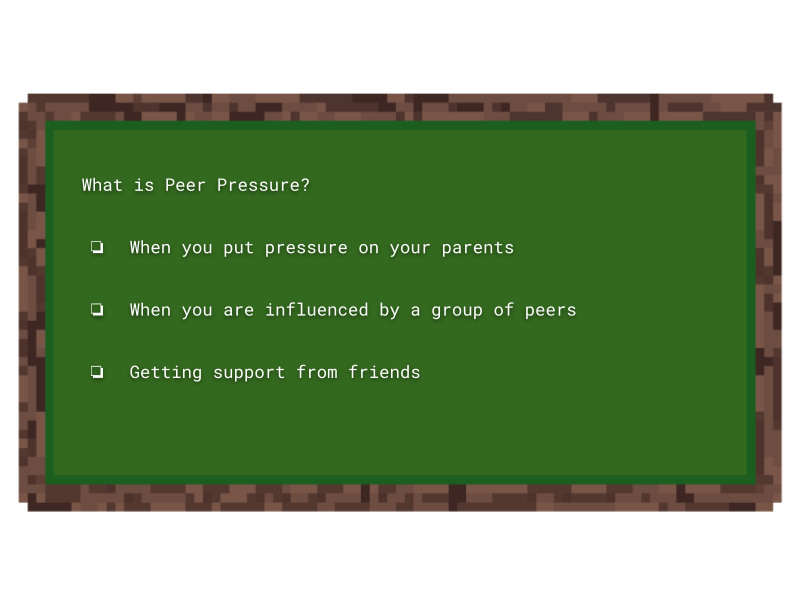 What is Peer Pressure?
❏ When you put pressure on your parents
❏ When you are influenced by a group of peers
❏ Getting support from friends